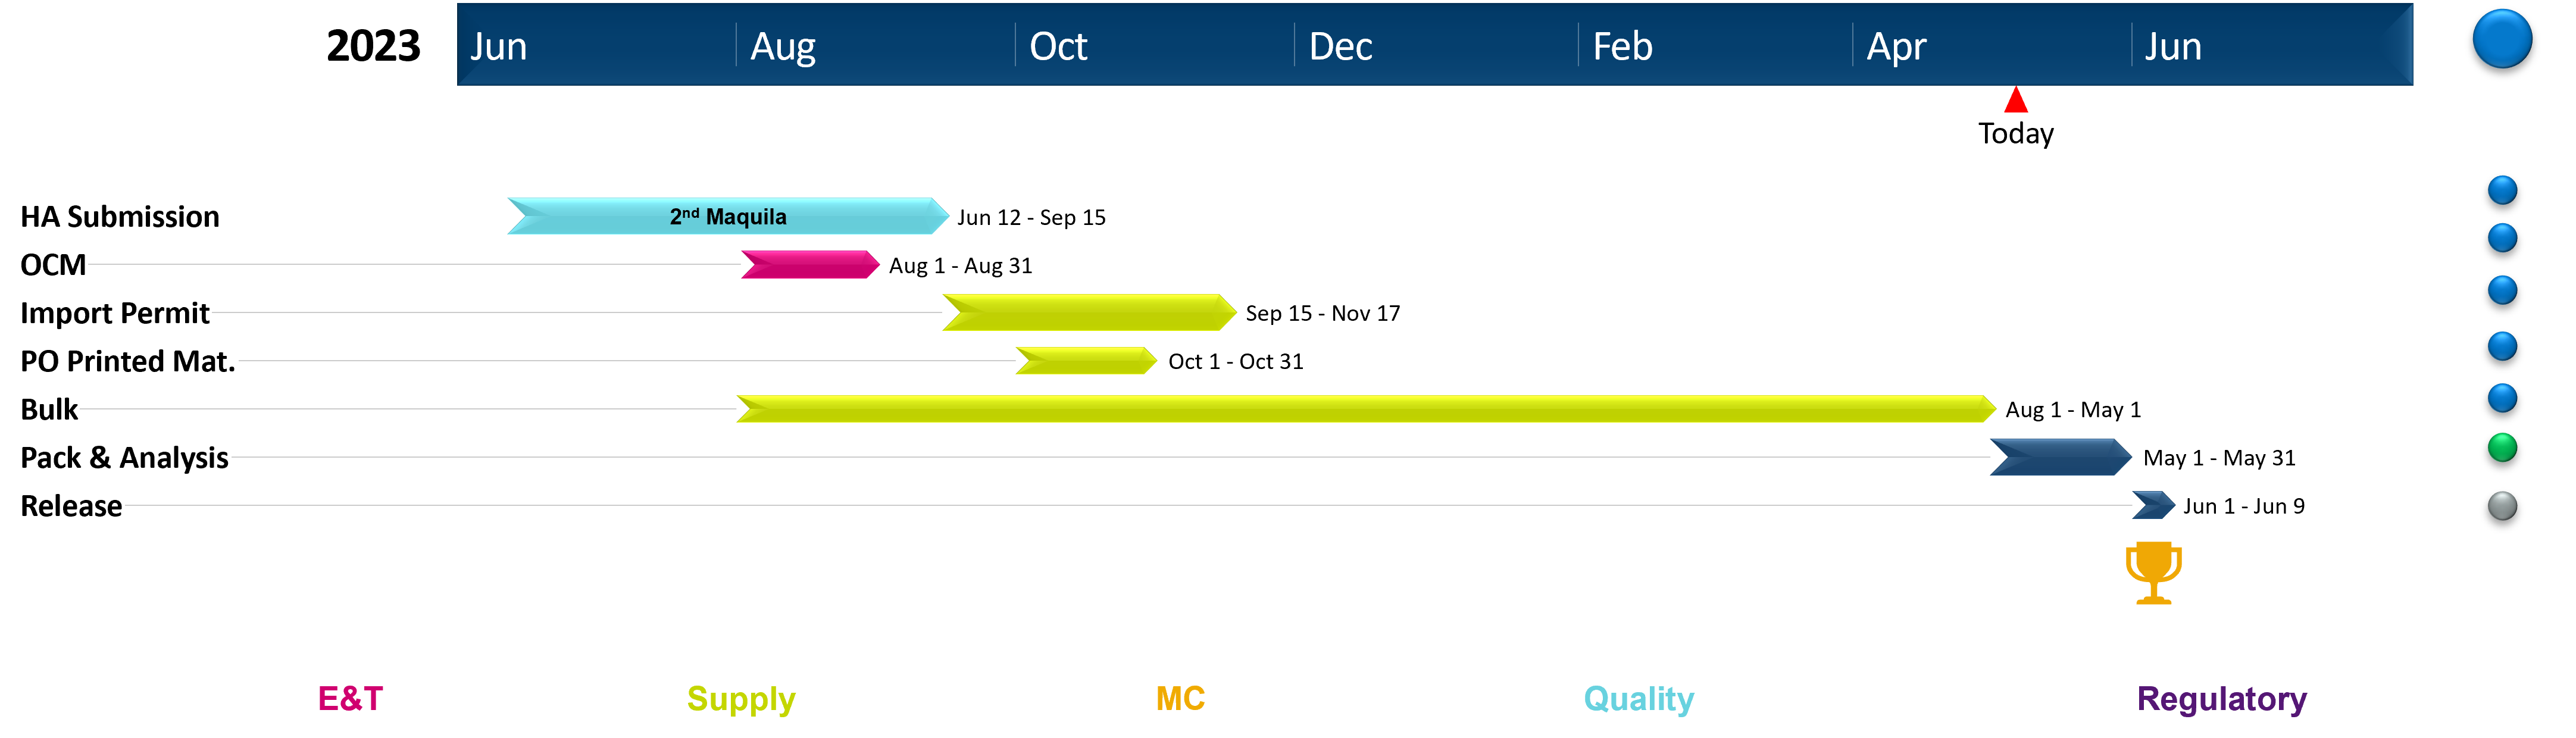 2023 Jun Aug Oct Dec Feb Apr Jun
Today
HA Submission 2nd Maquila Jun 12 - Sep 15
OCM Aug 1 - Aug 31
Import Permit Sep 15 - Nov 17
PO Printed Mat. Oct 1 - Oct 31
Bulk Aug 1 - May 1
Pack & Analysis May 1 - May 31
Release Jun 1 - Jun 9
E&T Supply MC Quality Regulatory